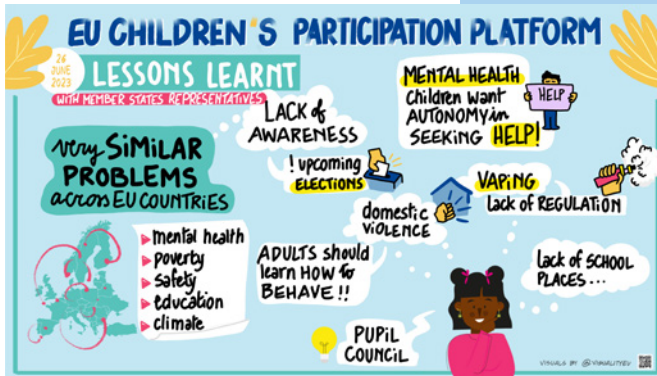 EU CHILDREN'S PARTICIPATION PLATFORM
26
JUNE
2023
LESSONS LEARNT
WITH MEMBER STATES REPRESENTATIVES
very SIMILAR
PROBLEMS
across EU COUNTRIES
mental health
poverty
safety
education
climate
LACK of
AWARENESS
! upcoming
ELECTIONS
MENTAL HEALTH
Children want
AUTONOMY in
SEEKING HELP!
HELP
domestic
VIOLENCE
VAPING
lack of REGULATION
ADULTS should
learn HOW to
BEHAVE!!
lack of SCHOOL
PLACES...
PUPIL
COUNCIL
VISUALS BY @VISUALITYEU